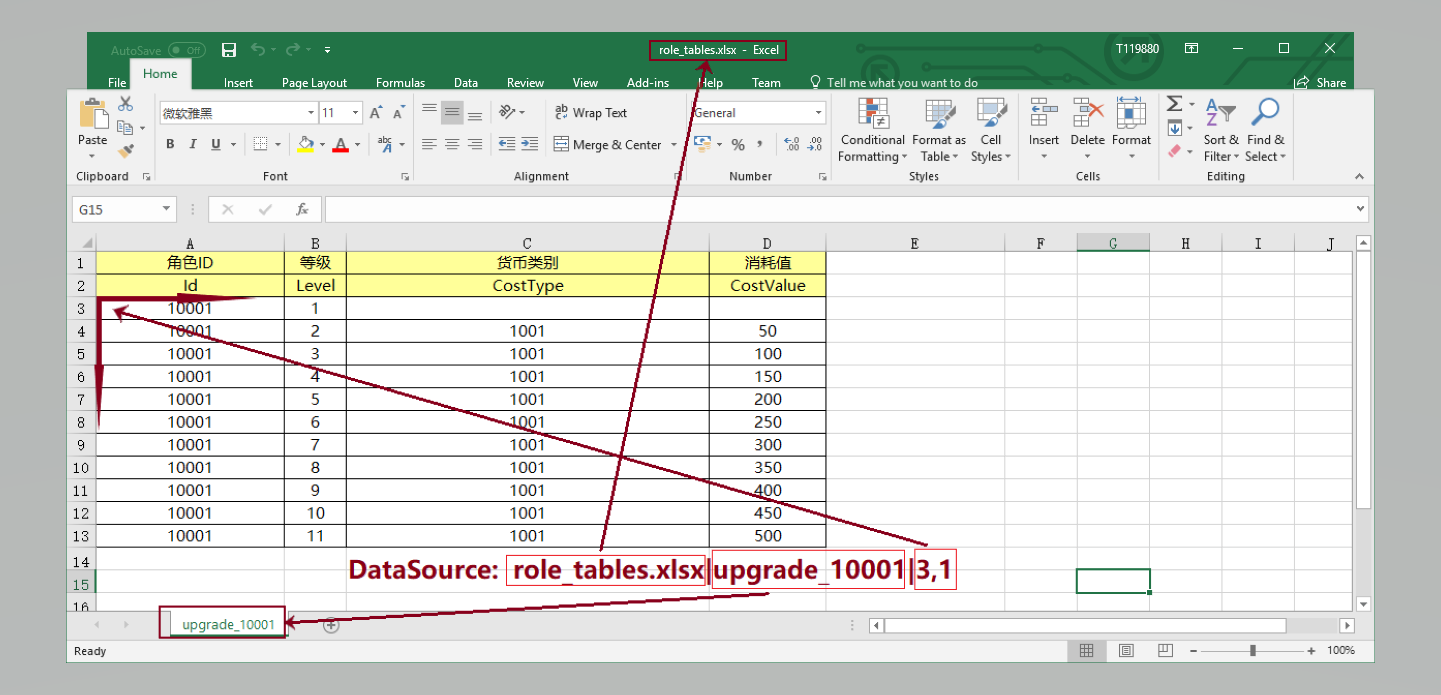 AutoSave Off role_tables.xlsx - Excel T119880
File Home Insert Page Layout Formulas Data Review View Add-ins Help Team Tell me what you want to do Share
Paste
Clipboard
微软雅黑 11
B I U
Font
Wrap Text
Merge & Center
Alignment
General
Number
Conditional Formatting
Format as Table
Cell Styles
Styles
Insert Delete Format
Cells
Sort & Filter
Find & Select
Editing
G15 fx
A B C D E F G H I J
1 角色ID 等级 货币类别 消耗值
2 Id Level CostType CostValue
3 10001 1
4 10001 2 1001 50
5 10001 3 1001 100
6 10001 4 1001 150
7 10001 5 1001 200
8 10001 6 1001 250
9 10001 7 1001 300
10 10001 8 1001 350
11 10001 9 1001 400
12 10001 10 1001 450
13 10001 11 1001 500
14
DataSource: role_tables.xlsx|upgrade_10001|3,1
15
16
upgrade_10001
Ready 100%